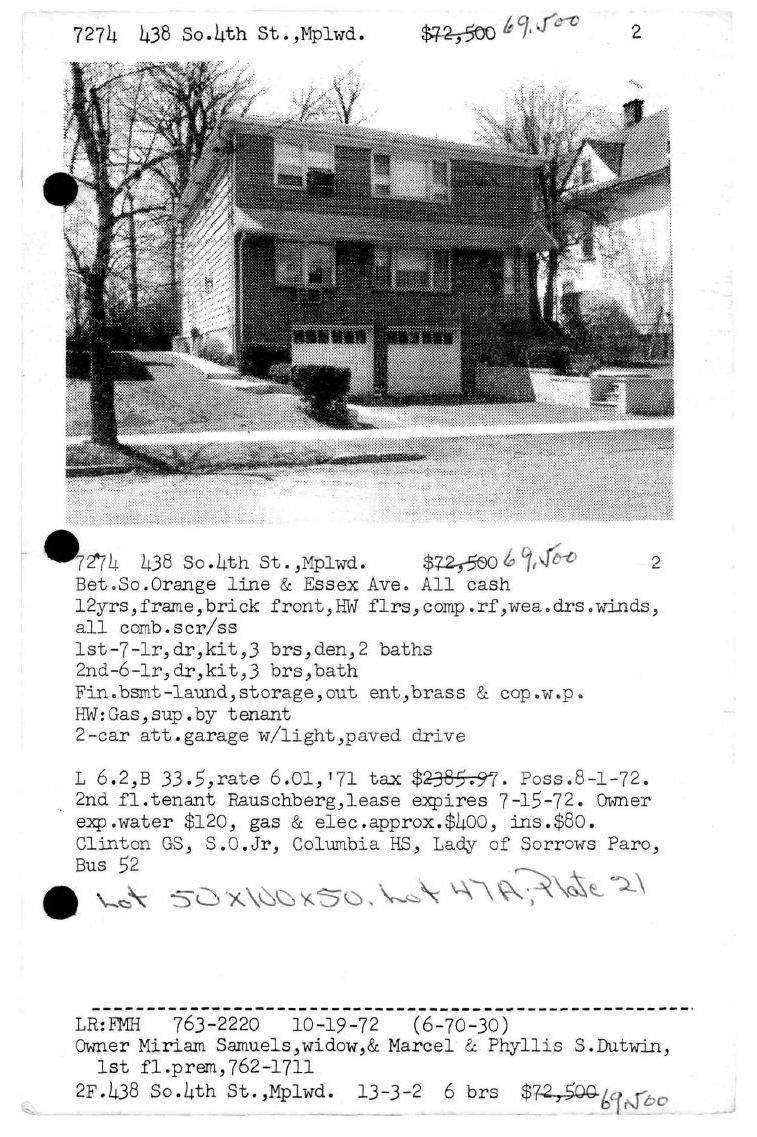 7274 438 So.4th St.,Mplwd. $72,500 69,500 2
7274 438 So.4th St.,Mplwd. $72,500 69,500 2
Bet.So.Orange line & Essex Ave. All cash
12yrs,frame,brick front,HW flrs,comp.rf,wea.drs.winds,
all comb.scr/ss
1st-7-lr,dr,kit,3 brs,den,2 baths
2nd-6-lr,dr,kit,3 brs,bath
Fin.bsmt-laund,storage,out ent,brass & cop.w.p.
HW:Gas,sup.by tenant
2-car att.garage w/light,paved drive
L 6.2,B 33.5,rate 6.01,'71 tax $2385.97. Poss.8-1-72.
2nd fl.tenant Rauschberg,lease expires 7-15-72. Owner
exp.water $120, gas & elec.approx.$400, ins.$80.
Clinton GS, S.O.Jr, Columbia HS, Lady of Sorrows Paro,
Bus 52
Lot 50x100x50. Lot 47A; Plate 21
LR:FMH 763-2220 10-19-72 (6-70-30)
Owner Miriam Samuels,widow,& Marcel & Phyllis S.Dutwin,
1st fl.prem,762-1711
2F.438 So.4th St.,Mplwd. 13-3-2 6 brs $72,500 69,500